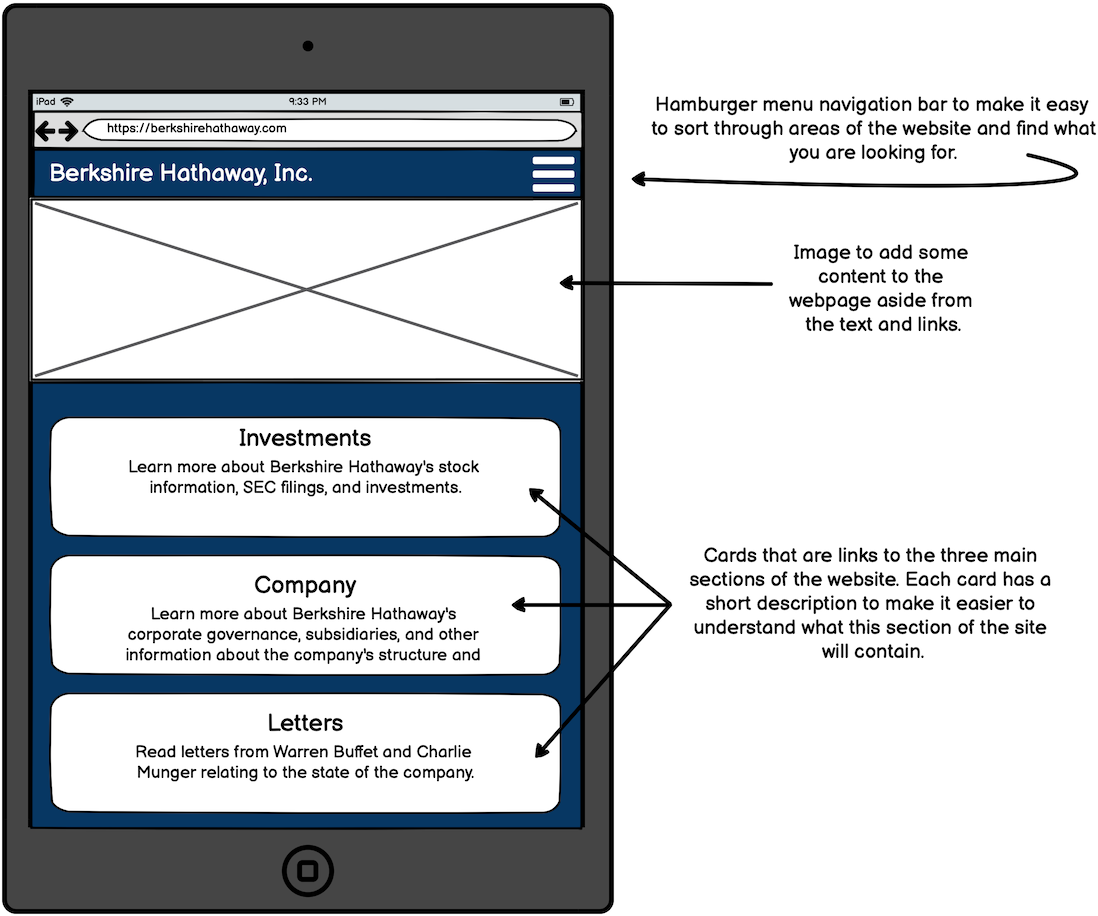 iPad
9:33 PM
https://berkshirehathaway.com
Berkshire Hathaway, Inc.
Hamburger menu navigation bar to make it easy
to sort through areas of the website and find what
you are looking for.
Image to add some
content to the
webpage aside from
the text and links.
Investments
Learn more about Berkshire Hathaway's stock
information, SEC filings, and investments.
Company
Learn more about Berkshire Hathaway's
corporate governance, subsidiaries, and other
information about the company's structure and
Letters
Read letters from Warren Buffet and Charlie
Munger relating to the state of the company.
Cards that are links to the three main
sections of the website. Each card has a
short description to make it easier to
understand what this section of the site
will contain.